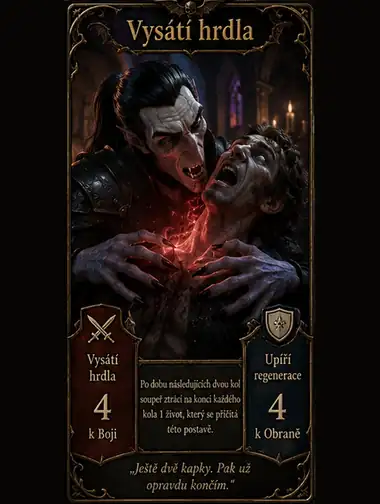 Vysátí hrdla
Vysátí
hrdla
4
k Boji
Po dobu následujících dvou kol
soupeř ztrácí na konci každého
kola 1 život, který se přičítá
této postavě.
Upíří
regenerace
4
k Obraně
„Ještě dvě kapky. Pak už
opravdu končím.“